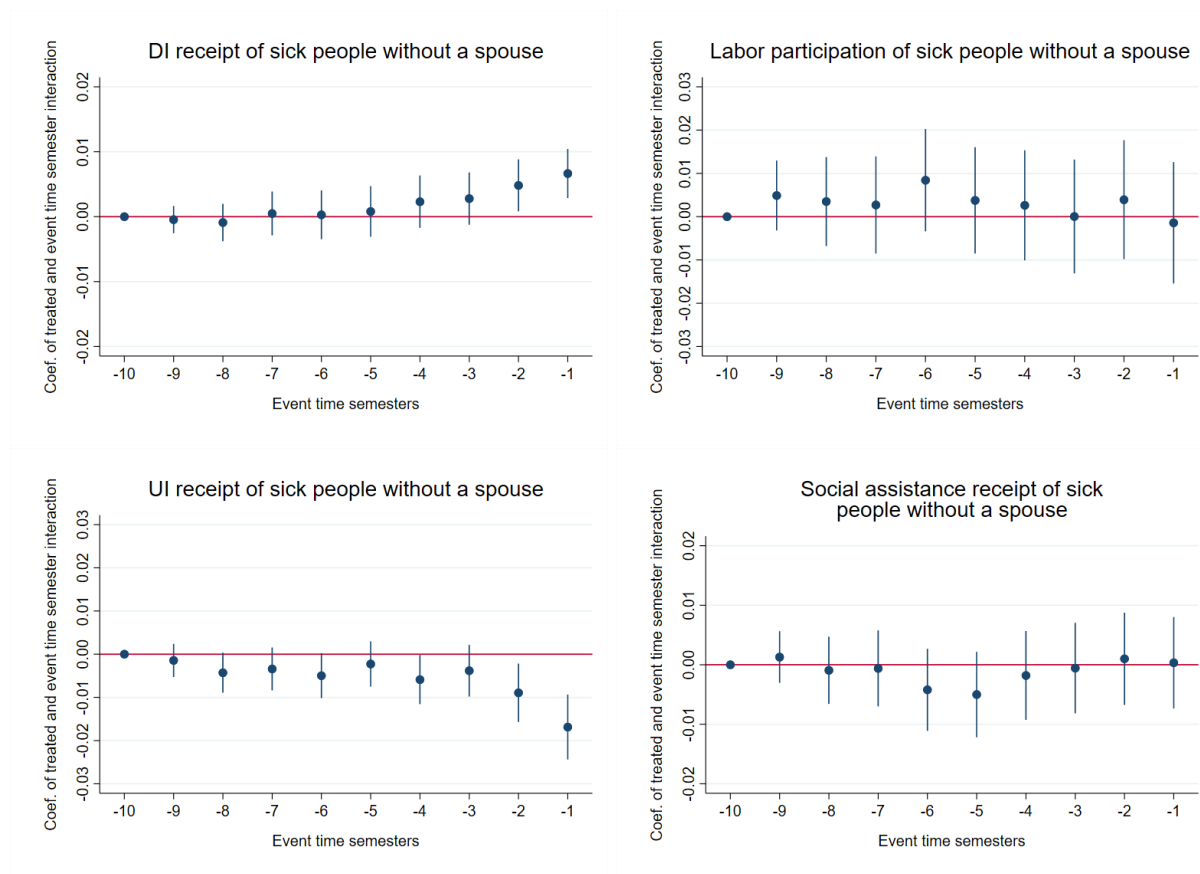 DI receipt of sick people without a spouse
Coef. of treated and event time semester interaction
0.02
0.01
0.00
-0.01
-0.02
-10 -9 -8 -7 -6 -5 -4 -3 -2 -1
Event time semesters
Labor participation of sick people without a spouse
Coef. of treated and event time semester interaction
0.03
0.02
0.01
0.00
-0.01
-0.02
-0.03
-10 -9 -8 -7 -6 -5 -4 -3 -2 -1
Event time semesters
UI receipt of sick people without a spouse
Coef. of treated and event time semester interaction
0.03
0.02
0.01
0.00
-0.01
-0.02
-0.03
-10 -9 -8 -7 -6 -5 -4 -3 -2 -1
Event time semesters
Social assistance receipt of sick
people without a spouse
Coef. of treated and event time semester interaction
0.02
0.01
0.00
-0.01
-0.02
-10 -9 -8 -7 -6 -5 -4 -3 -2 -1
Event time semesters